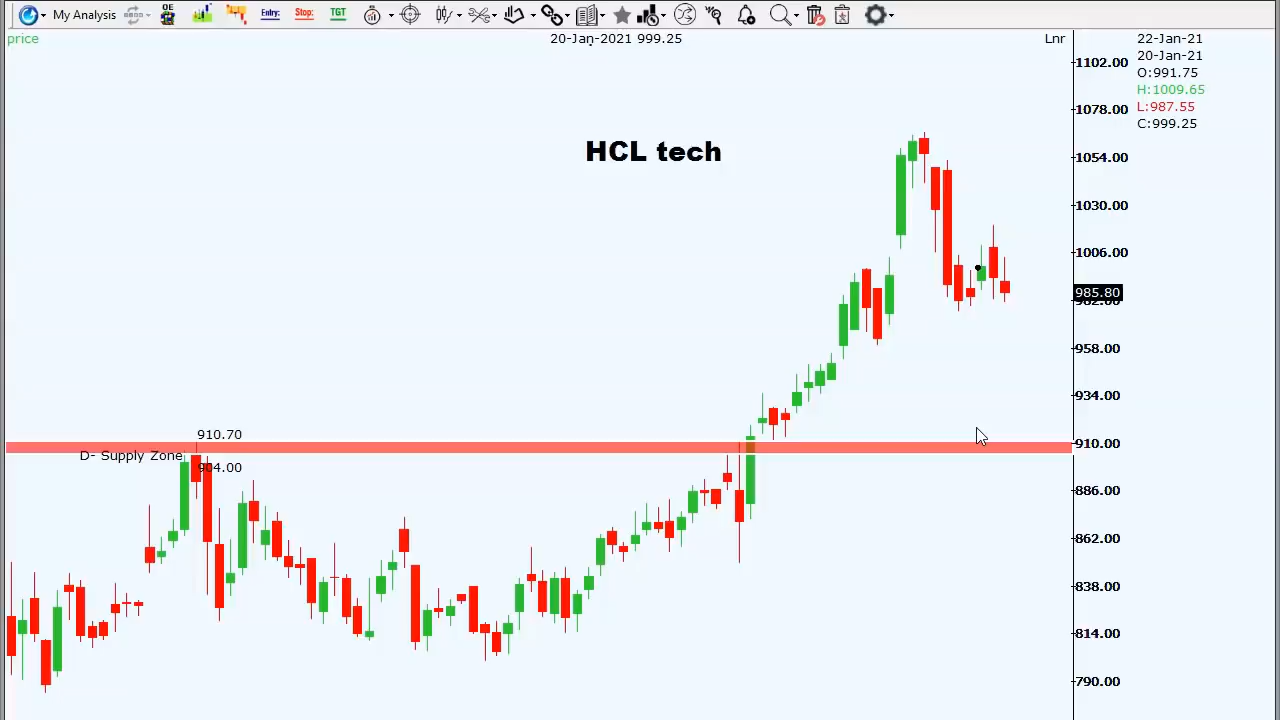 My Analysis OE Entry: Stop: TGT
price
20-Jan-2021 999.25
Lnr
22-Jan-21
20-Jan-21
O:991.75
H:1009.65
L:987.55
C:999.25
HCL tech
1102.00
1078.00
1054.00
1030.00
1006.00
985.80
982.00
958.00
934.00
910.00
886.00
862.00
838.00
814.00
790.00
910.70
D- Supply Zone
904.00